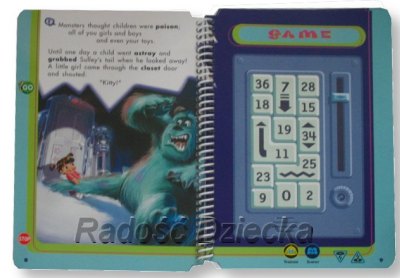 Monsters thought children were poison;
all of you girls and boys
and even your toys.
Until one day a child went astray and
grabbed Sulley's tail when he looked away!
A little girl came through the closet door
and shouted,
"Kitty!"
GO
STOP
GAME
36 7 28
18 15
19 34
11
23 25
9 0 2
Radość Dziecka